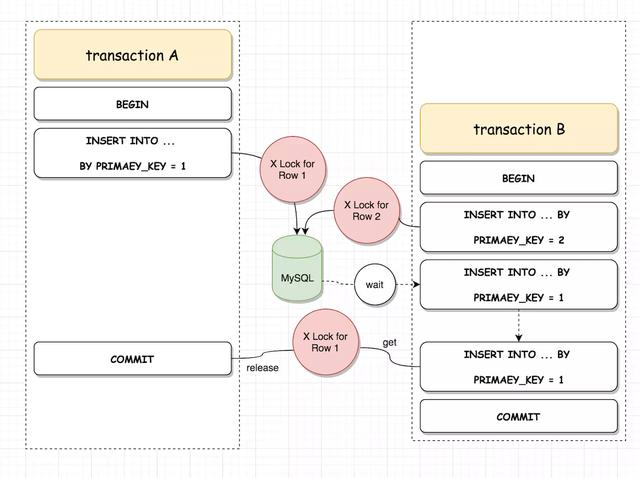 transaction A
BEGIN
INSERT INTO ...
BY PRIMAEY_KEY = 1
X Lock for
Row 1
transaction B
BEGIN
X Lock for
Row 2
INSERT INTO ... BY
PRIMAEY_KEY = 2
MySQL
wait
INSERT INTO ... BY
PRIMAEY_KEY = 1
COMMIT
release
X Lock for
Row 1
get
INSERT INTO ... BY
PRIMAEY_KEY = 1
COMMIT